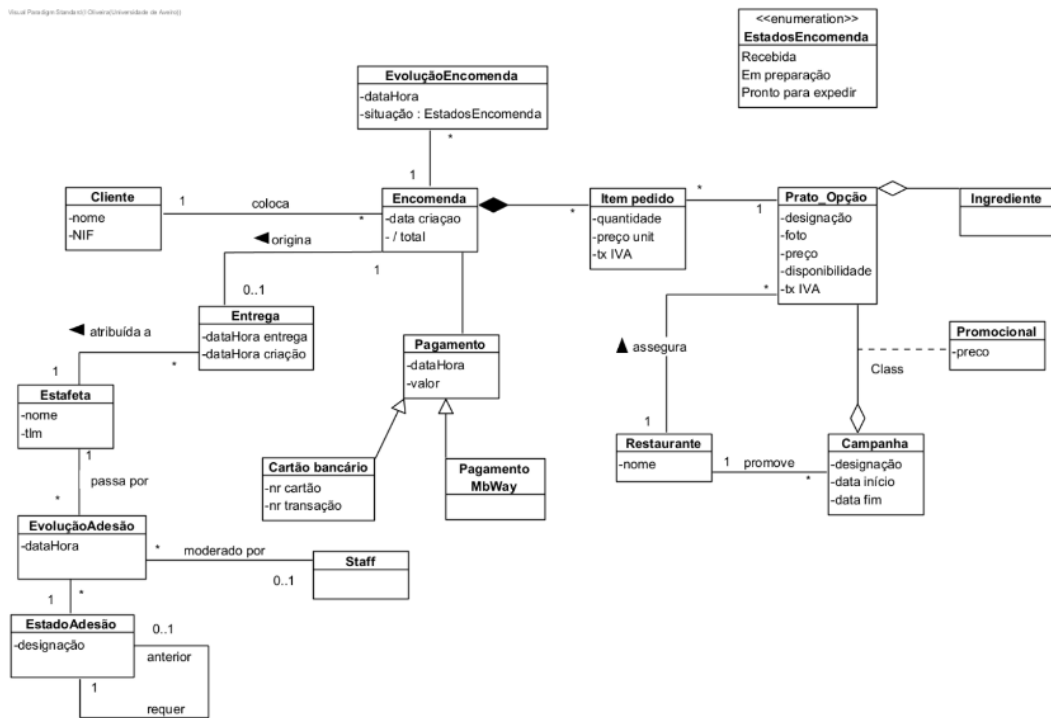 Visual Paradigm Standard(I Oliveira(Universidade de Aveiro))
<<enumeration>>
EstadosEncomenda
Recebida
Em preparação
Pronto para expedir
EvoluçãoEncomenda
-dataHora
-situação : EstadosEncomenda
*
1
Cliente
-nome
-NIF
1
coloca
*
Encomenda
-data criaçao
- / total
*
Item pedido
-quantidade
-preço unit
-tx IVA
*
1
Prato_Opção
-designação
-foto
-preço
-disponibilidade
-tx IVA
Ingrediente
origina
1
0..1
Entrega
-dataHora entrega
-dataHora criação
atribuída a
1
*
Pagamento
-dataHora
-valor
*
assegura
1
Promocional
-preco
Class
Estafeta
-nome
-tlm
1
passa por
*
Cartão bancário
-nr cartão
-nr transação
Pagamento
MbWay
Restaurante
-nome
1
promove
*
Campanha
-designação
-data início
-data fim
EvoluçãoAdesão
-dataHora
*
moderado por
0..1
Staff
1
*
EstadoAdesão
-designação
0..1
anterior
1
requer